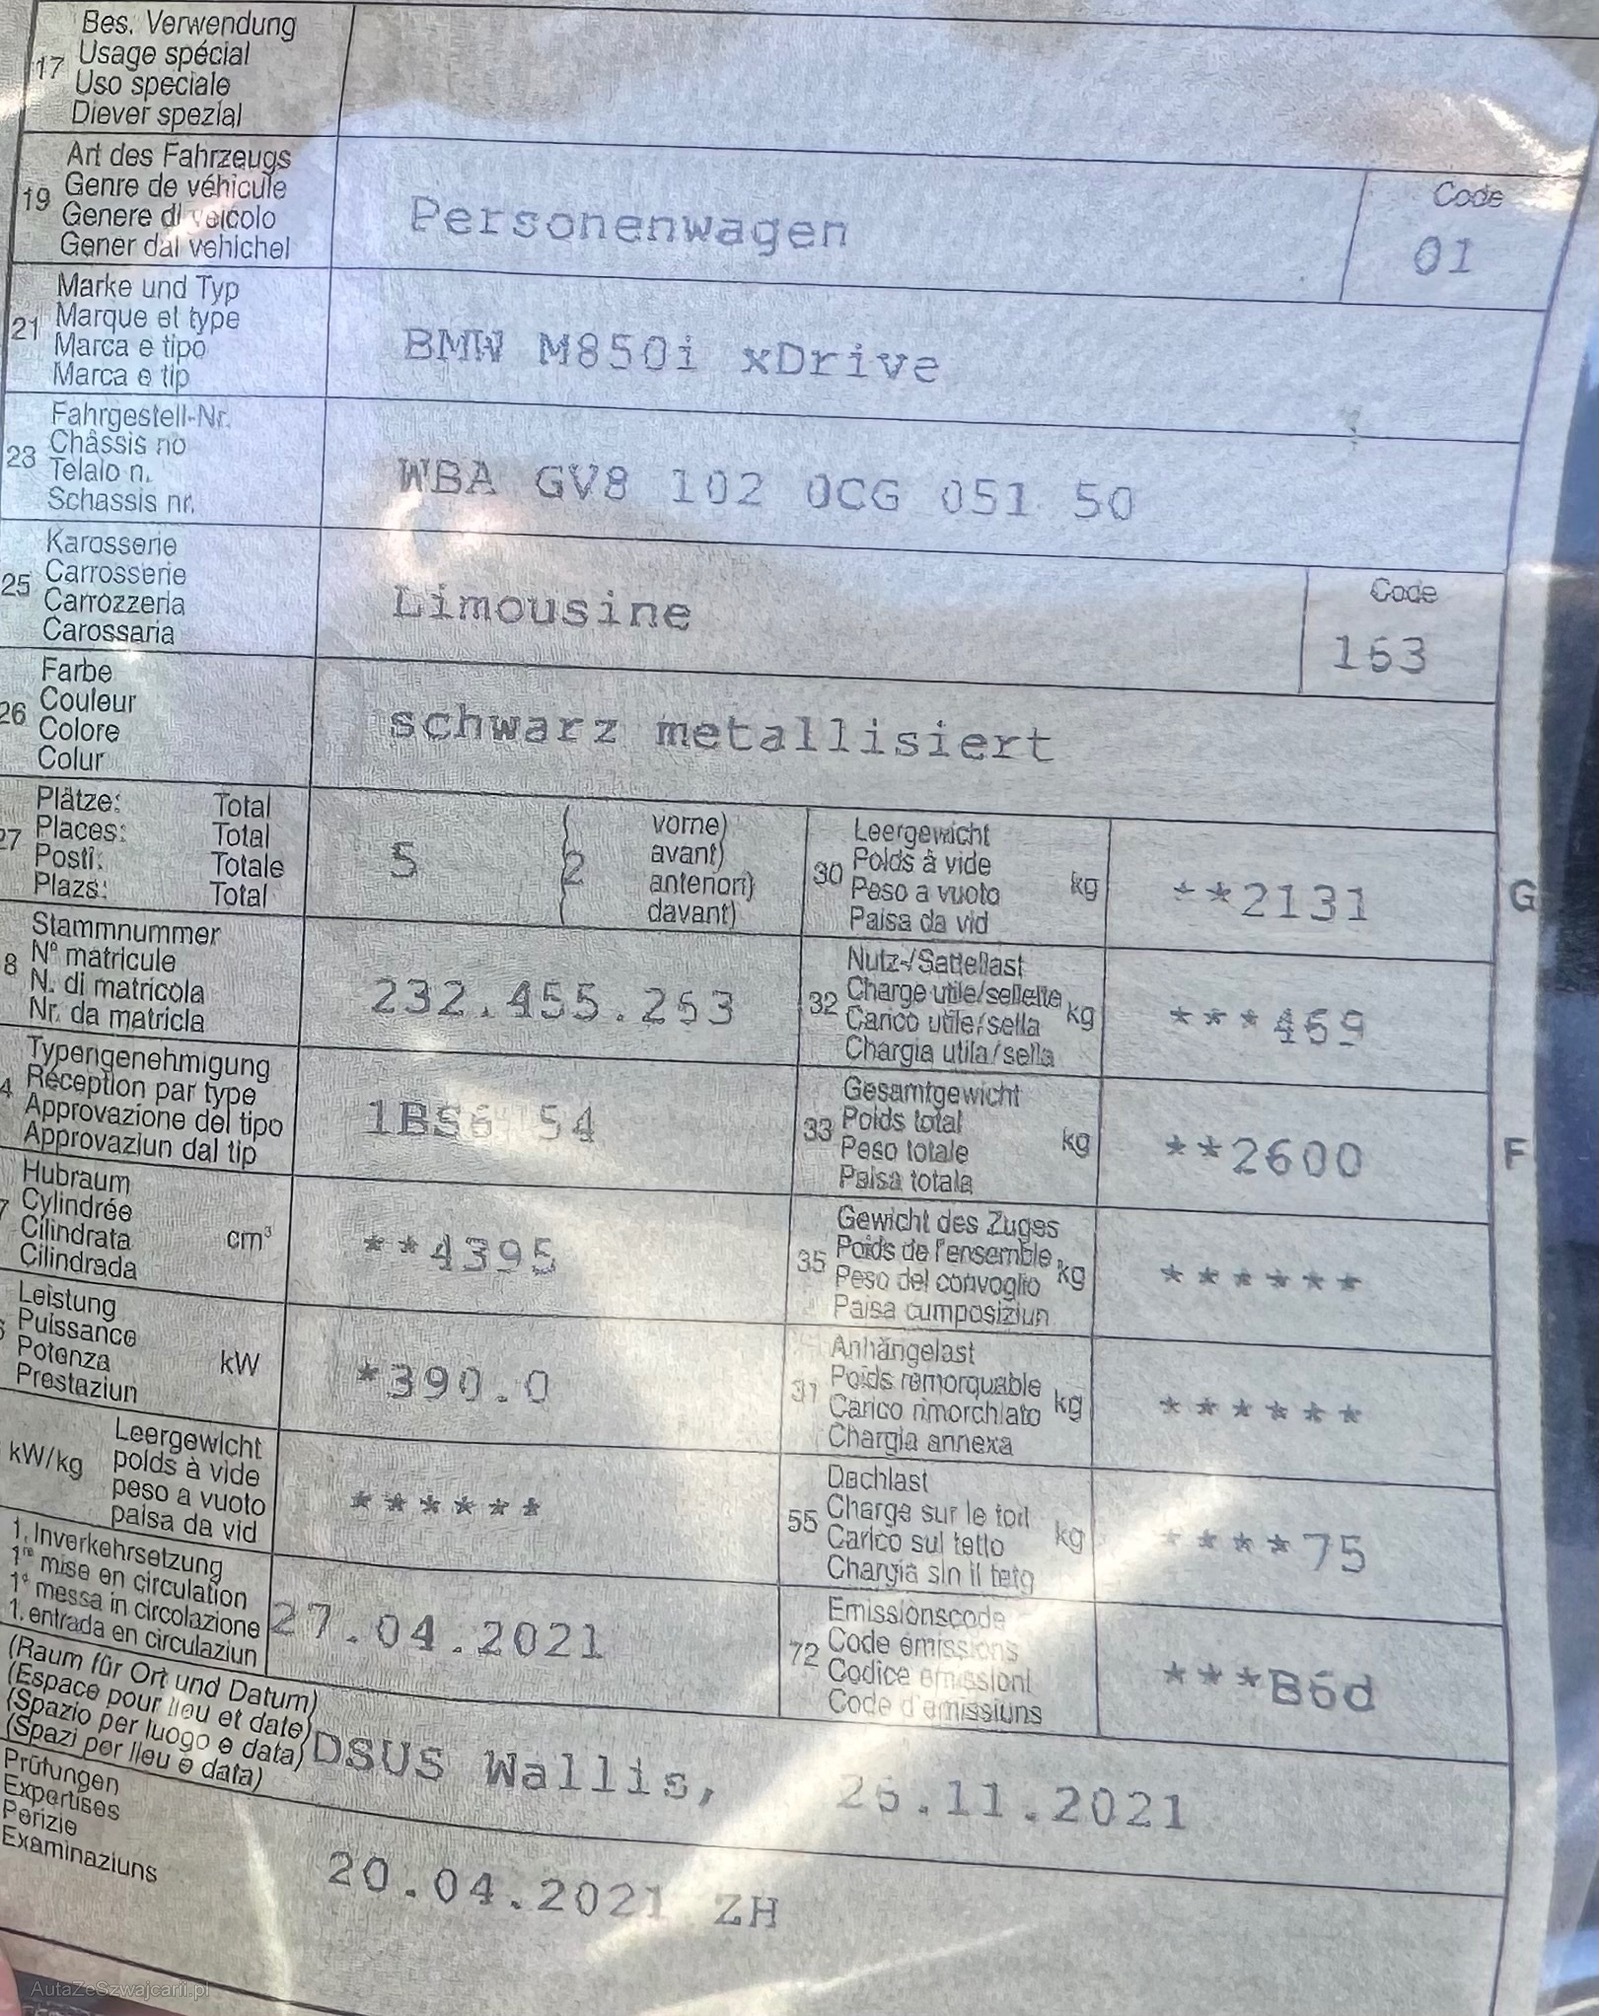 Bes. Verwendung
17 Usage spécial
Uso speciale
Diever spezial
Art des Fahrzeugs
19 Genre de véhicule
Genere di veicolo
Gener dal vehichel
Personenwagen
Code
01
Marke und Typ
21 Marque et type
Marca e tipo
Marca e tip
BMW M850i xDrive
Fahrgestell-Nr.
23 Châssis no
Telaio n.
Schassis nr.
WBA GV8 102 0CG 051 50
Karosserie
25 Carrosserie
Carrozzeria
Carossaria
Limousine
Code
153
Farbe
26 Couleur
Colore
Colur
schwarz metallisiert
Plätze: Total
27 Places: Total
Posti: Totale
Plazs: Total
5 ( 2 vorne)
avant)
anteriori)
davant)
Leergewicht
30 Poids à vide
Peso a vuoto kg
Paisa da vid
**2131
G
Stammnummer
8 N° matricule
N. di matricola
Nr. da matricla
232.455.253
Nutz-/Sattellast
32 Charge utile/sellette kg
Carico utile/sella
Chargia utila/sella
***469
Typengenehmigung
4 Réception par type
Approvazione del tipo
Approvaziun dal tip
1BS6 54
Gesamtgewicht
33 Poids total
Peso totale kg
Paisa totala
**2600
F
Hubraum
7 Cylindrée
Cilindrata cm³
Cilindrada
**4395
Gewicht des Zuges
35 Poids de l'ensemble kg
Peso del convoglio
Paisa cumposiziun
******
Leistung
6 Puissance
Potenza kW
Prestaziun
*390.0
Anhängelast
31 Poids remorquable kg
Carico rimorchiato
Chargia annexa
******
Leergewicht
kW/kg poids à vide
peso a vuoto
paisa da vid
******
Dachlast
55 Charge sur le toit kg
Carico sul tetto
Chargia sin il tetg
****75
1. Inverkehrsetzung
1re mise en circulation
1a messa in circolazione
1. entrada en circulaziun
27.04.2021
Emissionscode
72 Code émissions
Codice emissioni
Code d'emissiuns
***B6d
(Raum für Ort und Datum)
(Espace pour lieu et date)
(Spazio per luogo e data)
(Spazi per lieu e data)
DSUS Wallis, 26.11.2021
Prüfungen
Expertises
Perizie
Examinaziuns
20.04.2021 ZH
AutaZeSzwajcarii.pl